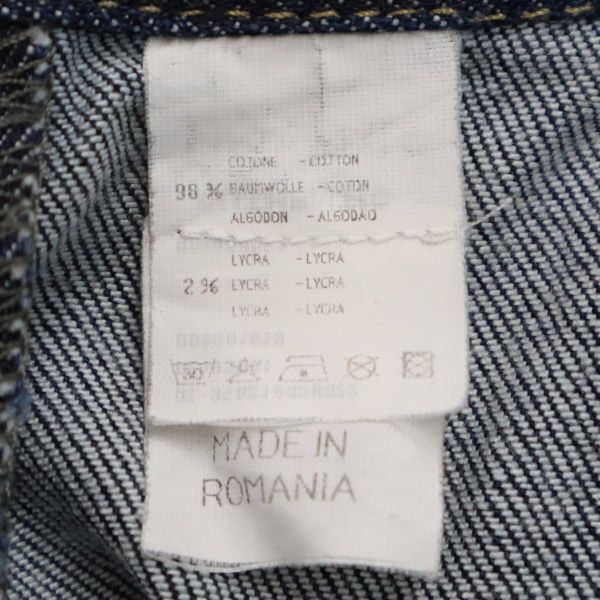 COTONE - COTTON
98 % BAUMWOLLE - COTON
ALGODON - ALGODAO
LYCRA - LYCRA
2 % LYCRA - LYCRA
LYCRA - LYCRA
30
MADE IN
ROMANIA